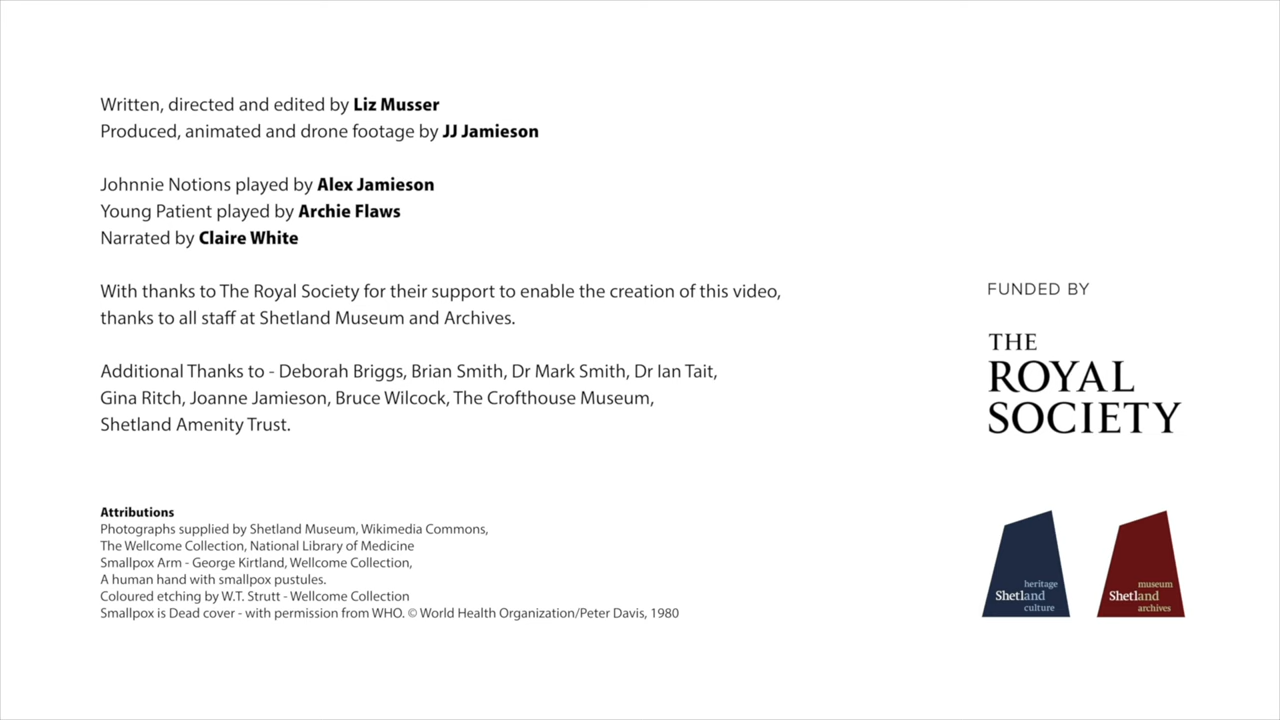 Written, directed and edited by Liz Musser
Produced, animated and drone footage by JJ Jamieson
Johnnie Notions played by Alex Jamieson
Young Patient played by Archie Flaws
Narrated by Claire White
With thanks to The Royal Society for their support to enable the creation of this video,
thanks to all staff at Shetland Museum and Archives.
Additional Thanks to - Deborah Briggs, Brian Smith, Dr Mark Smith, Dr Ian Tait,
Gina Ritch, Joanne Jamieson, Bruce Wilcock, The Crofthouse Museum,
Shetland Amenity Trust.
Attributions
Photographs supplied by Shetland Museum, Wikimedia Commons,
The Wellcome Collection, National Library of Medicine
Smallpox Arm - George Kirtland, Wellcome Collection,
A human hand with smallpox pustules.
Coloured etching by W.T. Strutt - Wellcome Collection
Smallpox is Dead cover - with permission from WHO. © World Health Organization/Peter Davis, 1980
FUNDED BY
THE
ROYAL
SOCIETY
heritage
Shetland
culture
museum
Shetland
archives